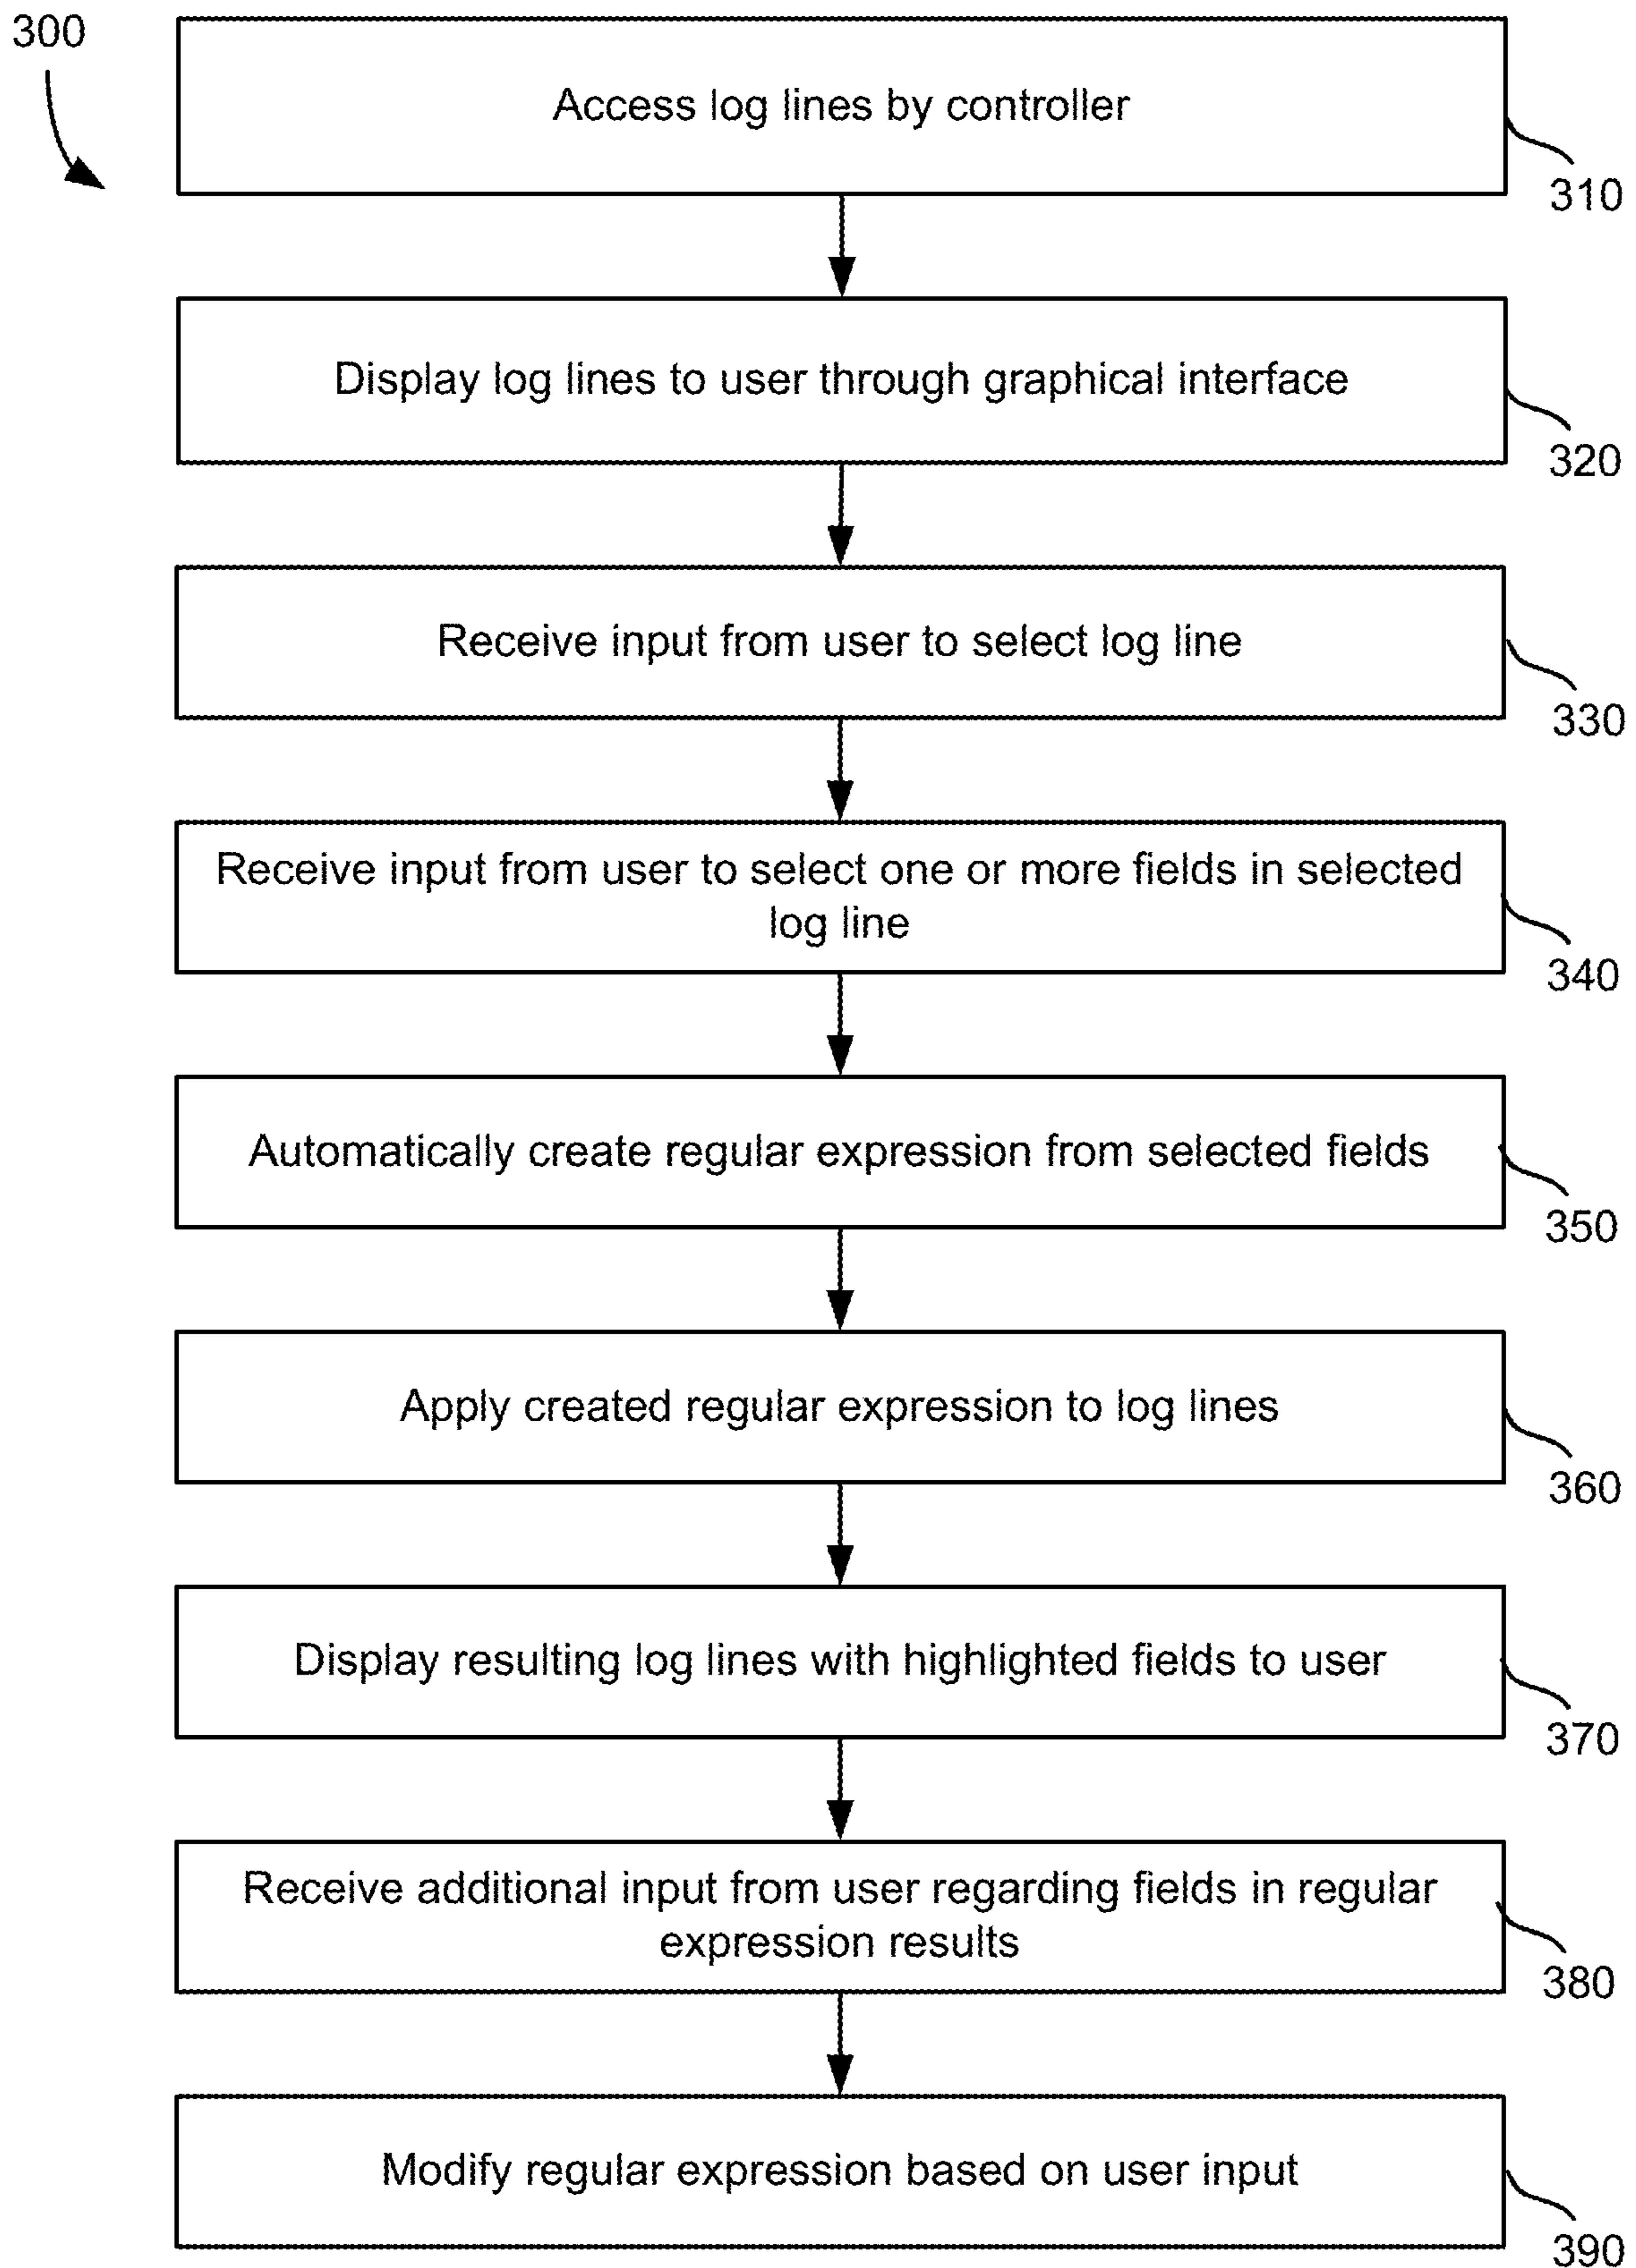 300
Access log lines by controller
310
Display log lines to user through graphical interface
320
Receive input from user to select log line
330
Receive input from user to select one or more fields in selected
log line
340
Automatically create regular expression from selected fields
350
Apply created regular expression to log lines
360
Display resulting log lines with highlighted fields to user
370
Receive additional input from user regarding fields in regular
expression results
380
Modify regular expression based on user input
390